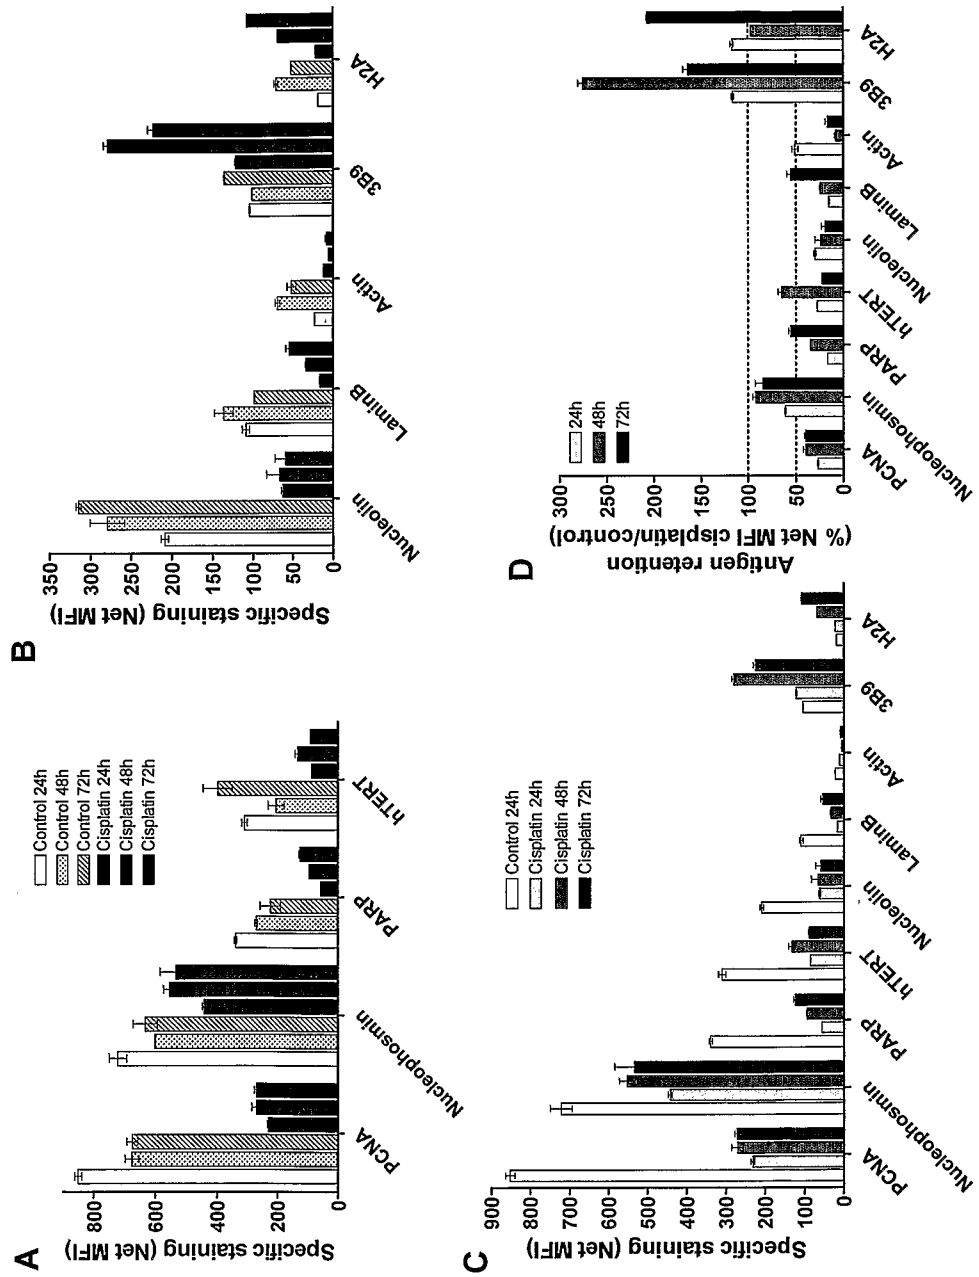 A
Specific staining (Net MFI)
800
600
400
200
0
Control 24h
Control 48h
Control 72h
Cisplatin 24h
Cisplatin 48h
Cisplatin 72h
PCNA
Nucleophosmin
PARP
hTERT
B
Specific staining (Net MFI)
350
300
250
200
150
100
50
0
Nucleolin
LaminB
Actin
3B9
H2A
C
Specific staining (Net MFI)
900
800
700
600
500
400
300
200
100
0
Control 24h
Cisplatin 24h
Cisplatin 48h
Cisplatin 72h
PCNA
Nucleophosmin
PARP
hTERT
Nucleolin
LaminB
Actin
3B9
H2A
D
Antigen retention
(% Net MFI cisplatin/control)
300
250
200
150
100
50
0
24h
48h
72h
PCNA
Nucleophosmin
PARP
hTERT
Nucleolin
LaminB
Actin
3B9
H2A